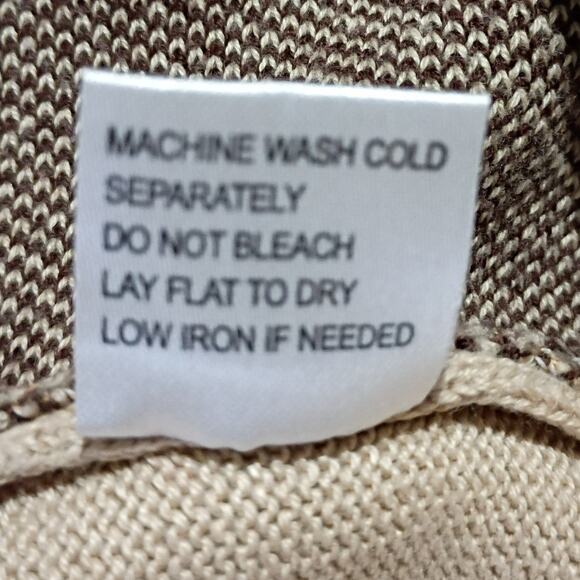 MACHINE WASH COLD
SEPARATELY
DO NOT BLEACH
LAY FLAT TO DRY
LOW IRON IF NEEDED